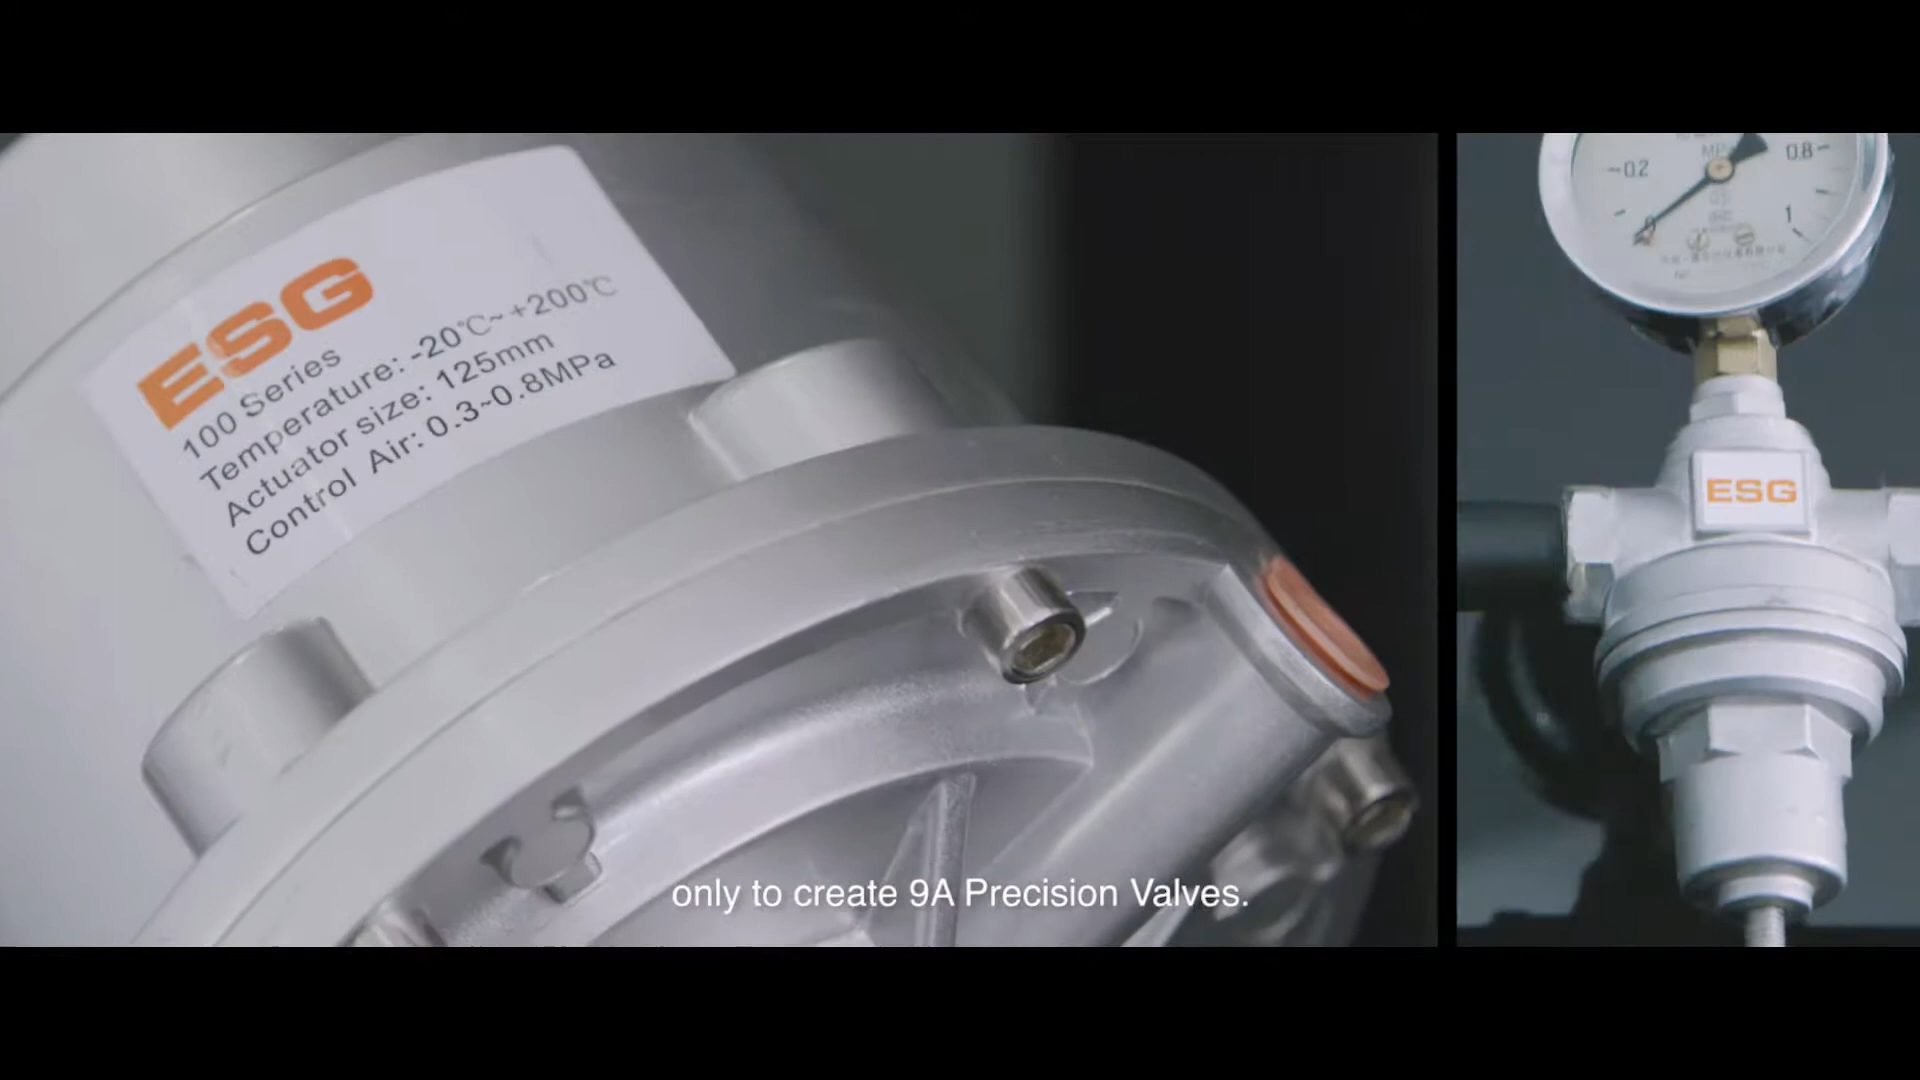 ESG
100 Series
Temperature: -20℃~+200℃
Actuator size: 125mm
Control Air: 0.3~0.8MPa
MPa
0.2
0.8
0
1
ESG
only to create 9A Precision Valves.